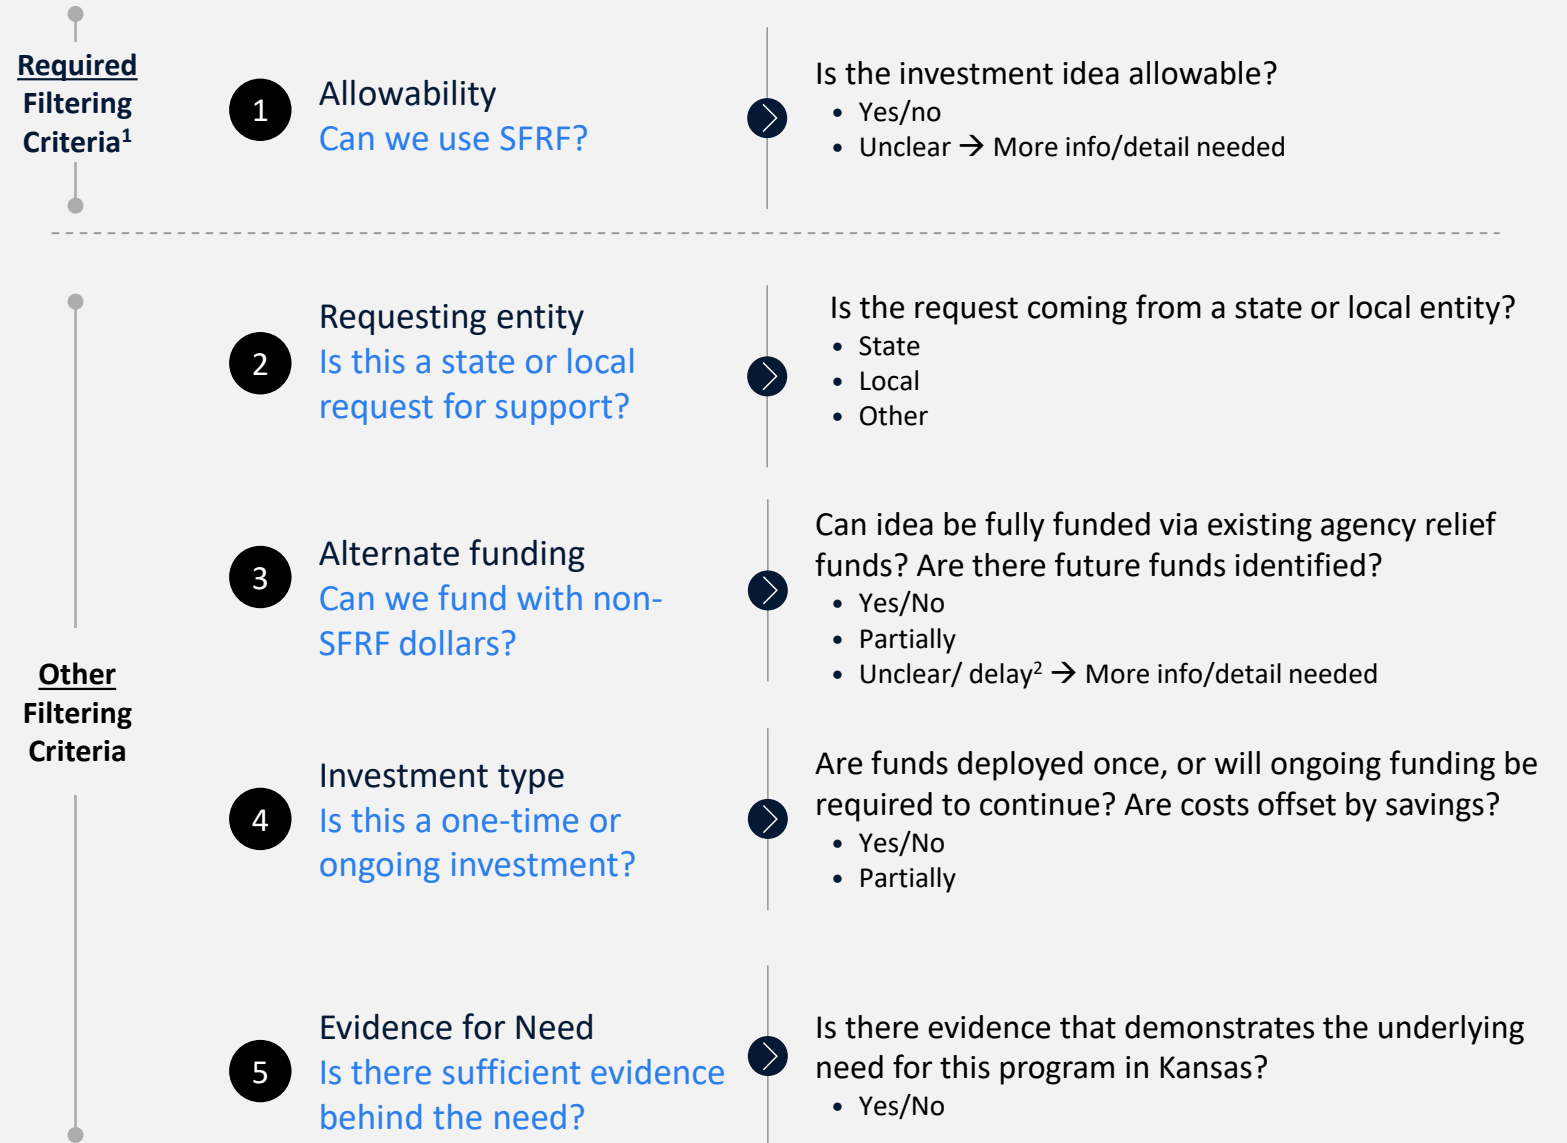 Required
Filtering
Criteria¹
1
Allowability
Can we use SFRF?
Is the investment idea allowable?
• Yes/no
• Unclear → More info/detail needed
Other
Filtering
Criteria
2
Requesting entity
Is this a state or local
request for support?
Is the request coming from a state or local entity?
• State
• Local
• Other
3
Alternate funding
Can we fund with non-
SFRF dollars?
Can idea be fully funded via existing agency relief
funds? Are there future funds identified?
• Yes/No
• Partially
• Unclear/ delay² → More info/detail needed
4
Investment type
Is this a one-time or
ongoing investment?
Are funds deployed once, or will ongoing funding be
required to continue? Are costs offset by savings?
• Yes/No
• Partially
5
Evidence for Need
Is there sufficient evidence
behind the need?
Is there evidence that demonstrates the underlying
need for this program in Kansas?
• Yes/No